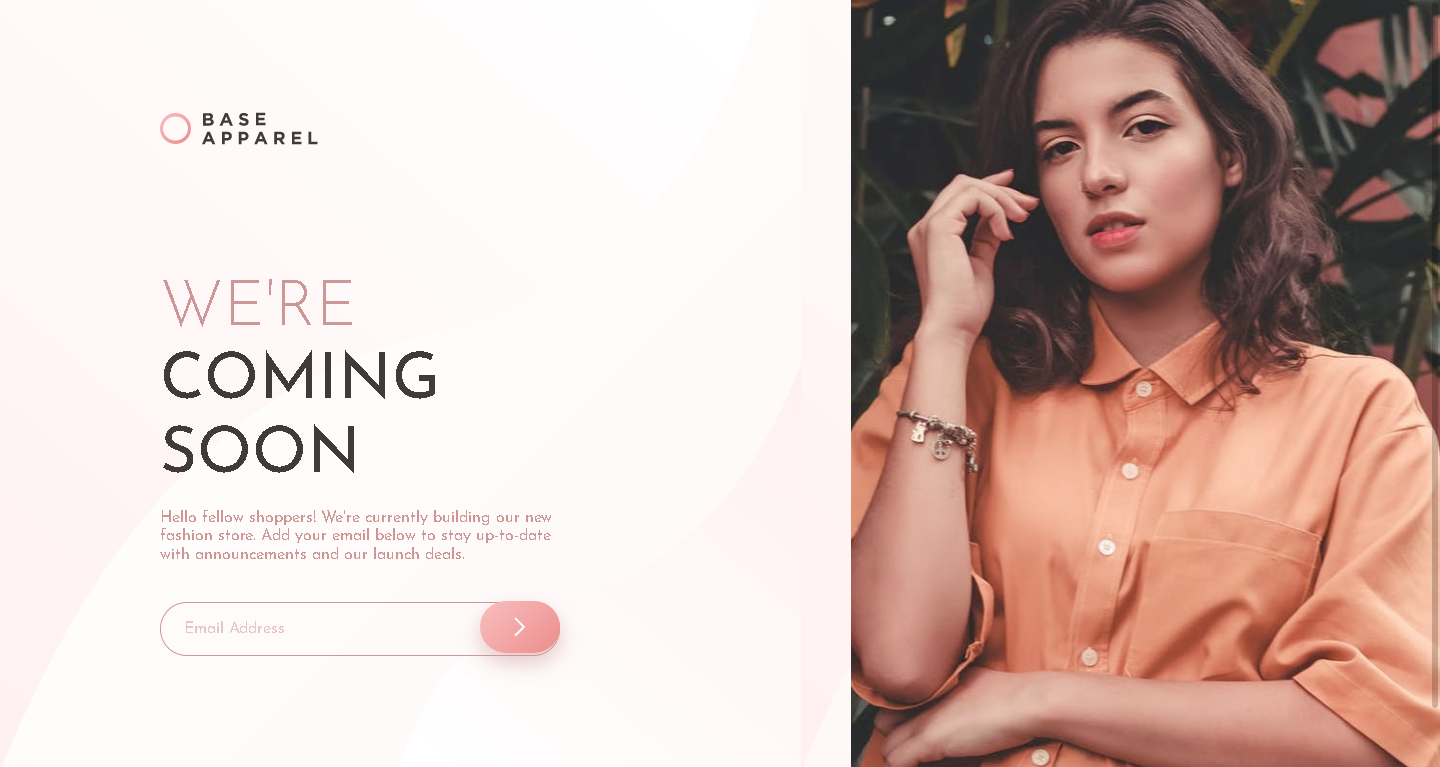 BASE
APPAREL
WE'RE
COMING
SOON
Hello fellow shoppers! We're currently building our new
fashion store. Add your email below to stay up-to-date
with announcements and our launch deals.
Email Address